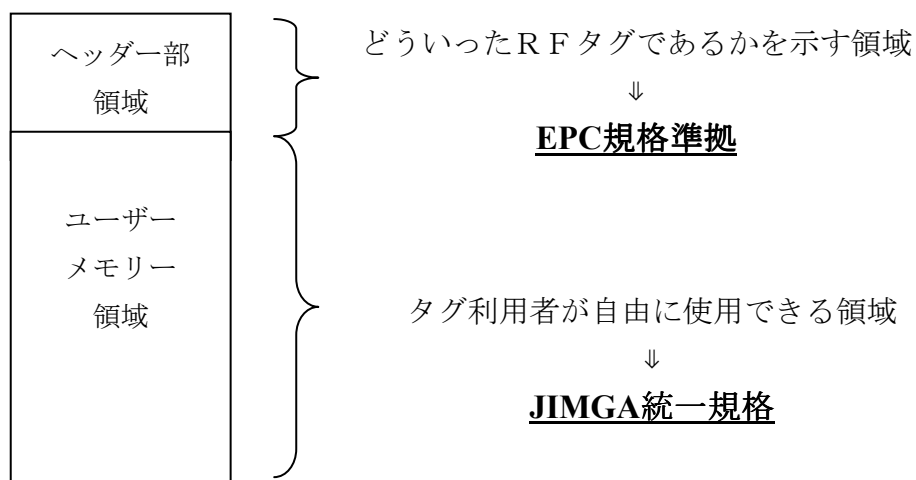 ヘッダー部
領域
どういったＲＦタグであるかを示す領域
⇓
EPC規格準拠
ユーザー
メモリー
領域
タグ利用者が自由に使用できる領域
⇓
JIMGA統一規格